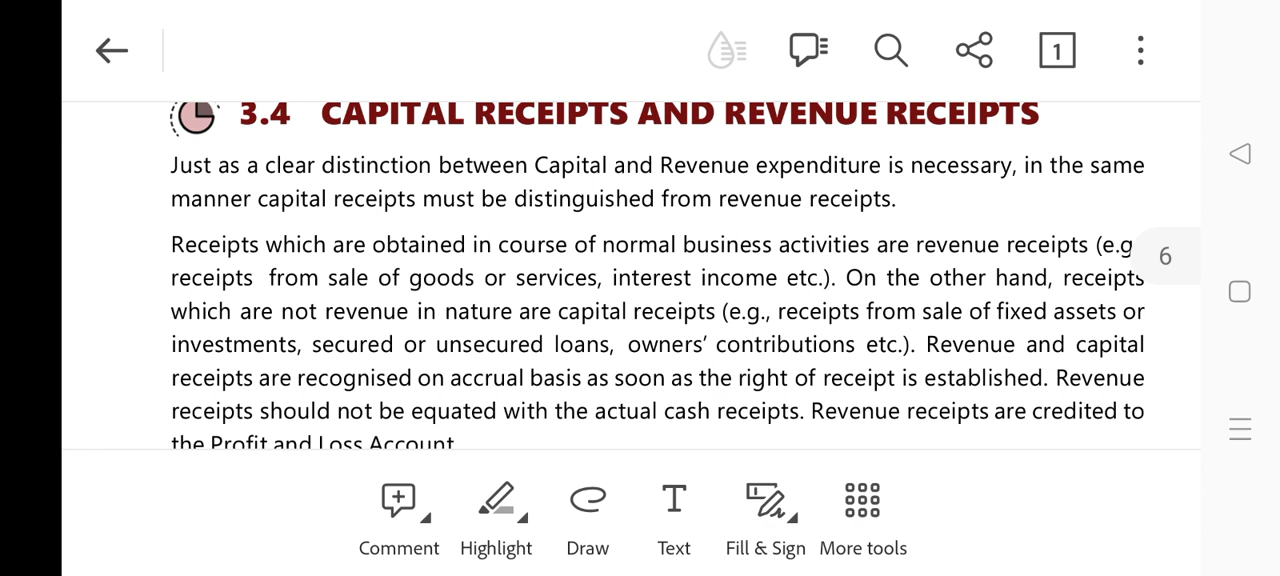 1
3.4 CAPITAL RECEIPTS AND REVENUE RECEIPTS
Just as a clear distinction between Capital and Revenue expenditure is necessary, in the same
manner capital receipts must be distinguished from revenue receipts.
Receipts which are obtained in course of normal business activities are revenue receipts (e.g
6
receipts from sale of goods or services, interest income etc.). On the other hand, receipts
which are not revenue in nature are capital receipts (e.g., receipts from sale of fixed assets or
investments, secured or unsecured loans, owners’ contributions etc.). Revenue and capital
receipts are recognised on accrual basis as soon as the right of receipt is established. Revenue
receipts should not be equated with the actual cash receipts. Revenue receipts are credited to
the Profit and Loss Account
Comment Highlight Draw Text Fill & Sign More tools